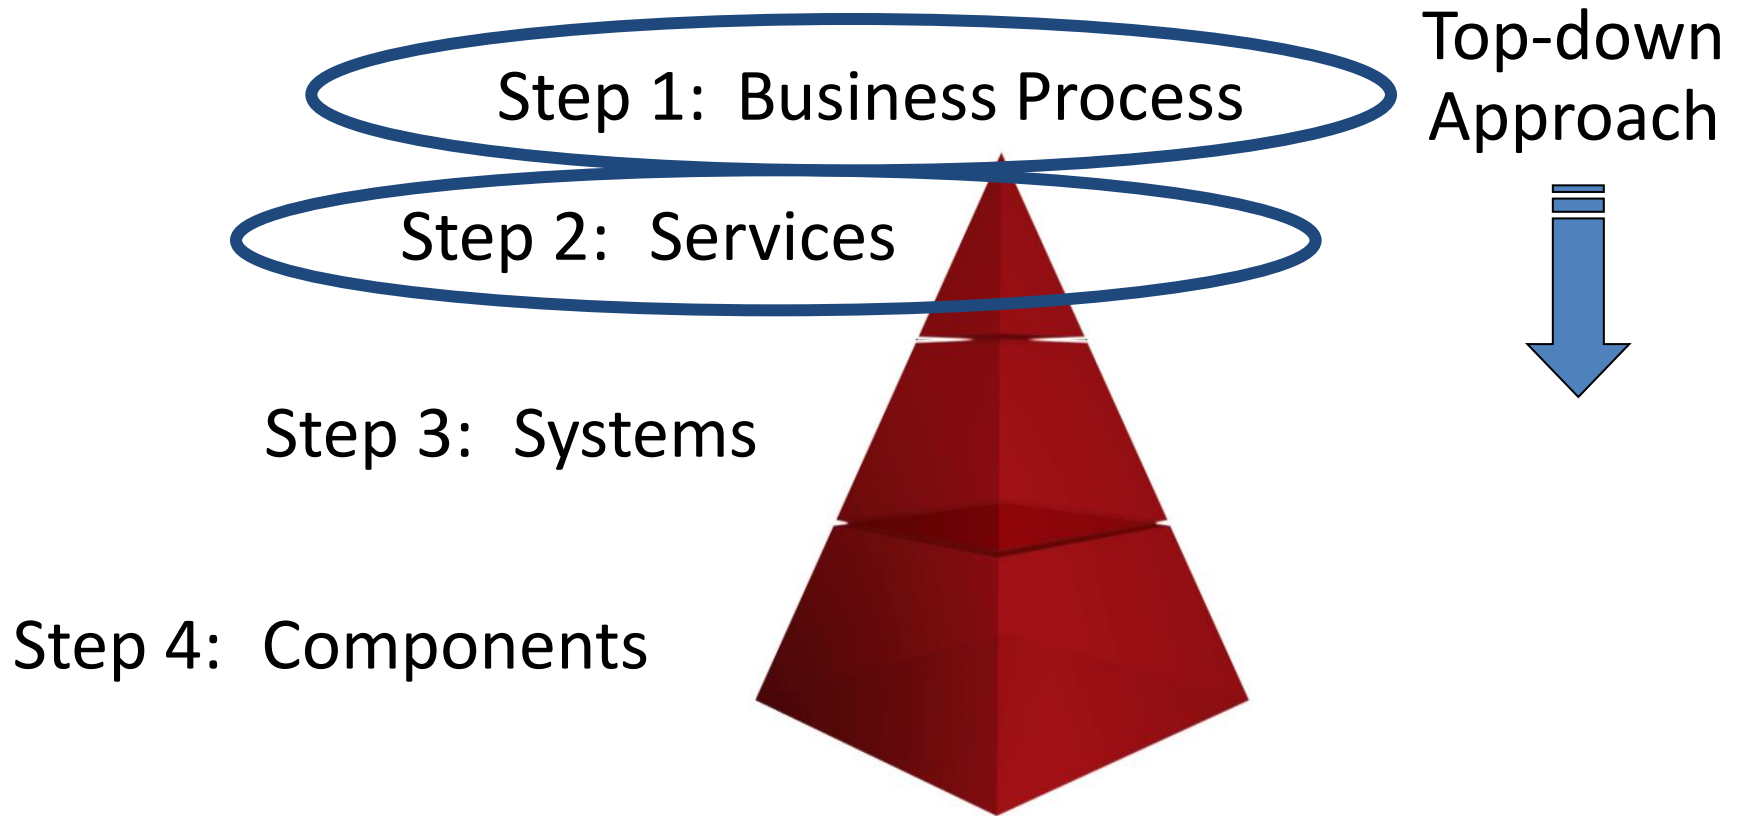 Top-down
Approach
Step 1: Business Process
Step 2: Services
Step 3: Systems
Step 4: Components